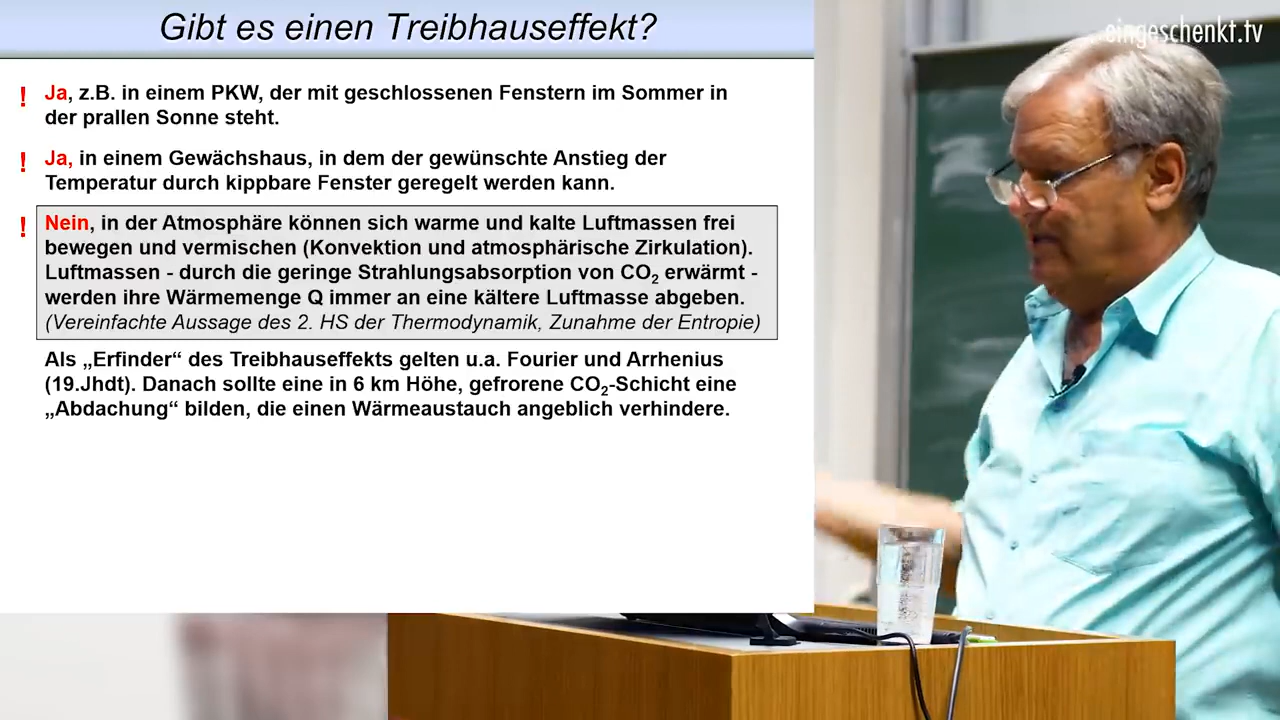 Gibt es einen Treibhauseffekt?
eingeschenkt.tv
! Ja, z.B. in einem PKW, der mit geschlossenen Fenstern im Sommer in
der prallen Sonne steht.
! Ja, in einem Gewächshaus, in dem der gewünschte Anstieg der
Temperatur durch kippbare Fenster geregelt werden kann.
! Nein, in der Atmosphäre können sich warme und kalte Luftmassen frei
bewegen und vermischen (Konvektion und atmosphärische Zirkulation).
Luftmassen - durch die geringe Strahlungsabsorption von CO₂ erwärmt -
werden ihre Wärmemenge Q immer an eine kältere Luftmasse abgeben.
(Vereinfachte Aussage des 2. HS der Thermodynamik, Zunahme der Entropie)
Als „Erfinder“ des Treibhauseffekts gelten u.a. Fourier und Arrhenius
(19.Jhdt). Danach sollte eine in 6 km Höhe, gefrorene CO₂-Schicht eine
„Abdachung“ bilden, die einen Wärmeaustauch angeblich verhindere.